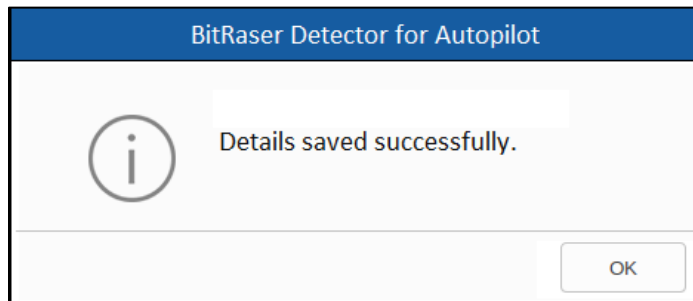 BitRaser Detector for Autopilot
Details saved successfully.
OK